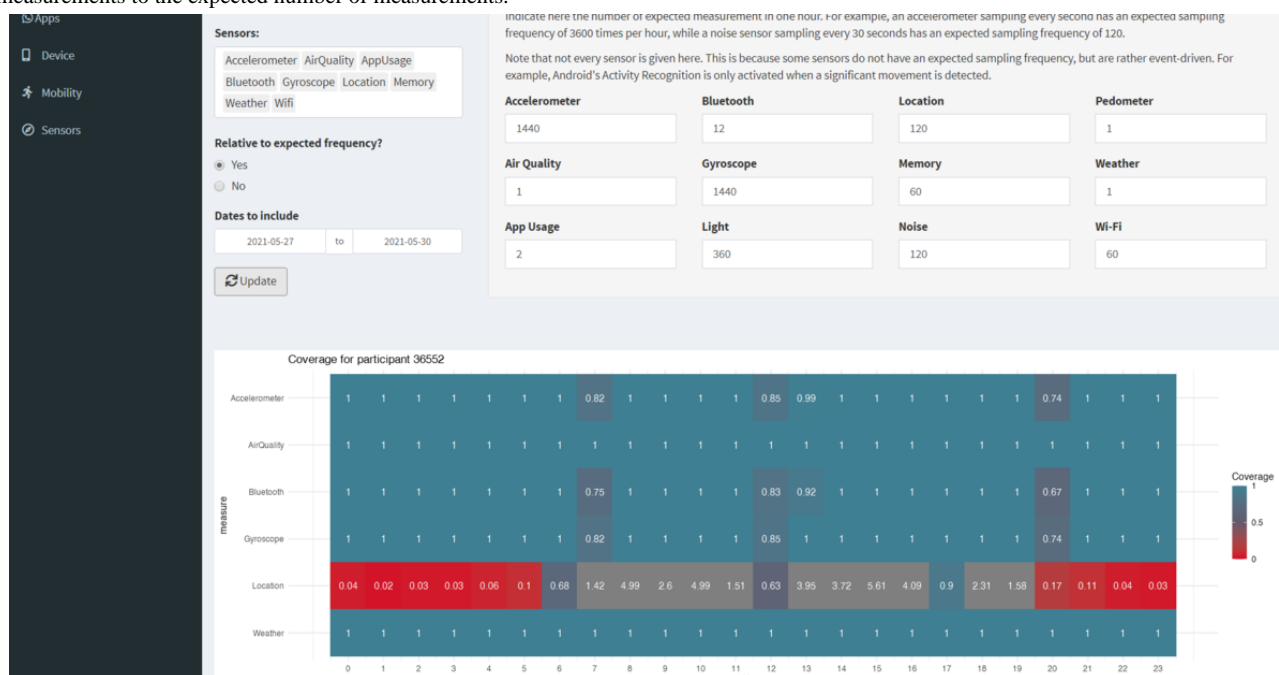 measurements to the expected number of measurements.
Apps
Device
Mobility
Sensors
Sensors:
Accelerometer AirQuality AppUsage
Bluetooth Gyroscope Location Memory
Weather Wifi
Relative to expected frequency?
Yes
No
Dates to include
2021-05-27 to 2021-05-30
Update
Indicate here the number of expected measurement in one hour. For example, an accelerometer sampling every second has an expected sampling
frequency of 3600 times per hour, while a noise sensor sampling every 30 seconds has an expected sampling frequency of 120.
Note that not every sensor is given here. This is because some sensors do not have an expected sampling frequency, but are rather event-driven. For
example, Android's Activity Recognition is only activated when a significant movement is detected.
Accelerometer Bluetooth Location Pedometer
1440 12 120 1
Air Quality Gyroscope Memory Weather
1 1440 60 1
App Usage Light Noise Wi-Fi
2 360 120 60
Coverage for participant 36552
measure
Accelerometer 1 1 1 1 1 1 1 0.82 1 1 1 1 0.85 0.99 1 1 1 1 1 1 0.74 1 1 1
AirQuality 1 1 1 1 1 1 1 1 1 1 1 1 1 1 1 1 1 1 1 1 1 1 1 1
Bluetooth 1 1 1 1 1 1 1 0.75 1 1 1 1 0.83 0.92 1 1 1 1 1 1 0.67 1 1 1
Gyroscope 1 1 1 1 1 1 1 0.82 1 1 1 1 0.85 1 1 1 1 1 1 1 0.74 1 1 1
Location 0.04 0.02 0.03 0.03 0.06 0.1 0.68 1.42 4.99 2.6 4.99 1.51 0.63 3.95 3.72 5.61 4.09 0.9 2.31 1.58 0.17 0.11 0.04 0.03
Weather 1 1 1 1 1 1 1 1 1 1 1 1 1 1 1 1 1 1 1 1 1 1 1 1
0 1 2 3 4 5 6 7 8 9 10 11 12 13 14 15 16 17 18 19 20 21 22 23
Coverage
1
0.5
0